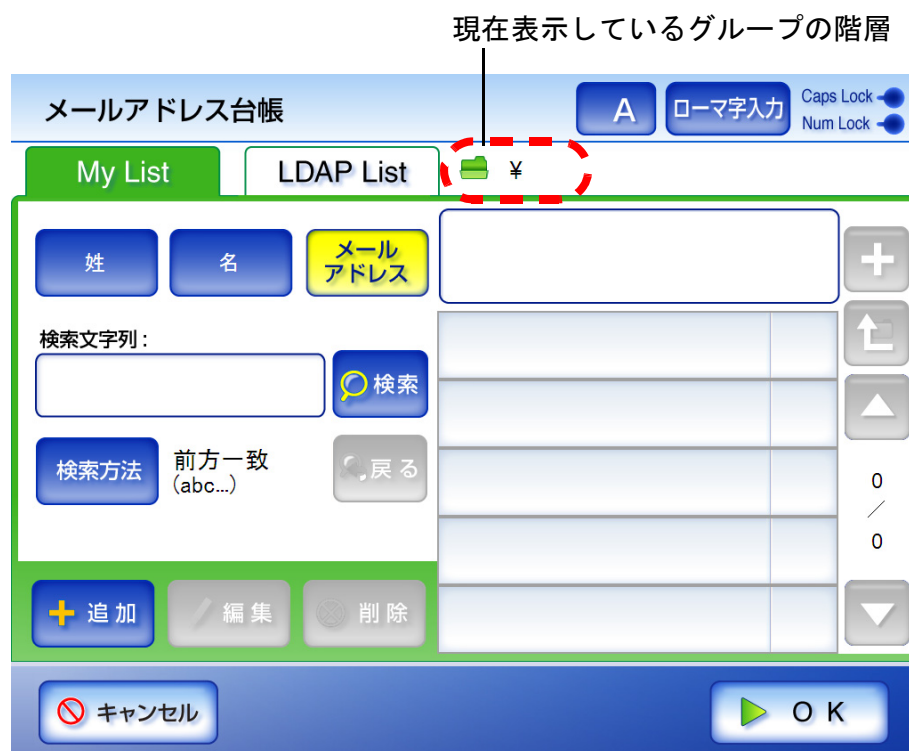 現在表示しているグループの階層
メールアドレス台帳
A
ローマ字入力
Caps Lock
Num Lock
My List
LDAP List
¥
姓
名
メール
アドレス
検索文字列:
検索
検索方法
前方一致
(abc...)
戻る
0
/
0
追加
編集
削除
キャンセル
OK